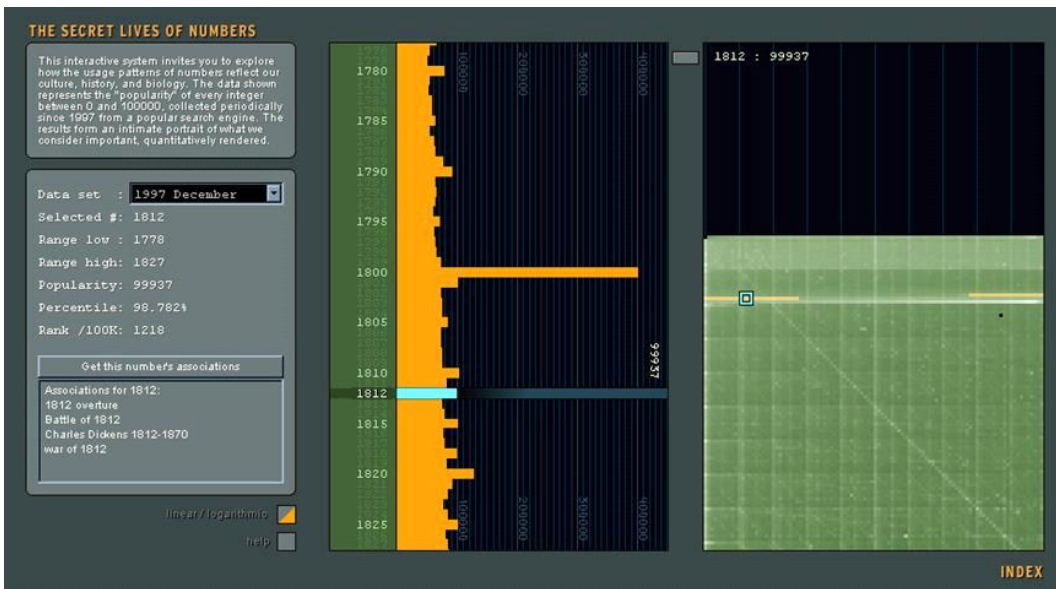 THE SECRET LIVES OF NUMBERS
This interactive system invites you to explore
how the usage patterns of numbers reflect our
culture, history, and biology. The data shown
represents the "popularity" of every integer
between 0 and 100000, collected periodically
since 1997 from a popular search engine. The
results form an intimate portrait of what we
consider important, quantitatively rendered.
Data set : 1997 December
Selected #: 1812
Range low : 1778
Range high: 1827
Popularity: 99937
Percentile: 98.782%
Rank /100K: 1218
Get this number's associations
Associations for 1812:
1812 overture
Battle of 1812
Charles Dickens 1812-1870
war of 1812
linear / logarithmic
help
100000 200000 300000 400000
1780
1785
1790
1795
1800
1805
1810
99937
1812
1815
1820
1825
100000 200000 300000 400000
1812 : 99937
INDEX